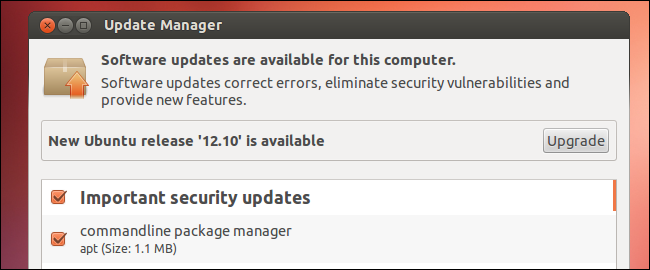 Update Manager
Software updates are available for this computer.
Software updates correct errors, eliminate security vulnerabilities and
provide new features.
New Ubuntu release '12.10' is available
Upgrade
Important security updates
commandline package manager
apt (Size: 1.1 MB)